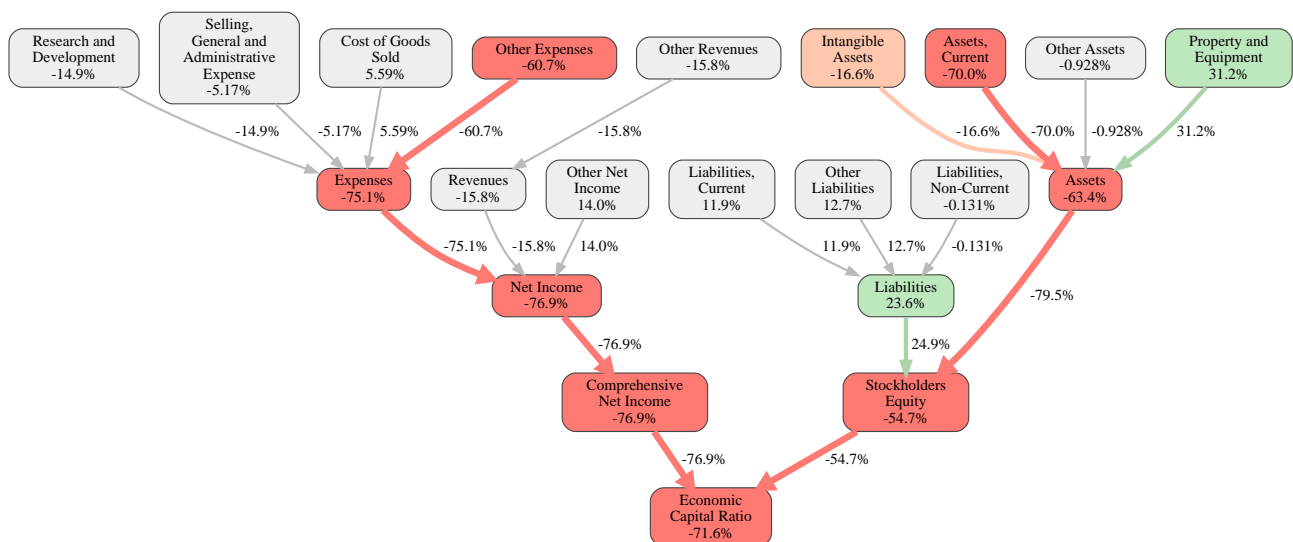 Research and
Development
-14.9%
Selling,
General and
Administrative
Expense
-5.17%
Cost of Goods
Sold
5.59%
Other Expenses
-60.7%
Other Revenues
-15.8%
Intangible
Assets
-16.6%
Assets,
Current
-70.0%
Other Assets
-0.928%
Property and
Equipment
31.2%
-14.9%
-5.17%
5.59%
-60.7%
-15.8%
-16.6%
-70.0%
-0.928%
31.2%
Expenses
-75.1%
Revenues
-15.8%
Other Net
Income
14.0%
Liabilities,
Current
11.9%
Other
Liabilities
12.7%
Liabilities,
Non-Current
-0.131%
Assets
-63.4%
-75.1%
-15.8%
14.0%
11.9%
12.7%
-0.131%
-79.5%
Net Income
-76.9%
Liabilities
23.6%
-76.9%
24.9%
Comprehensive
Net Income
-76.9%
Stockholders
Equity
-54.7%
-76.9%
-54.7%
Economic
Capital Ratio
-71.6%